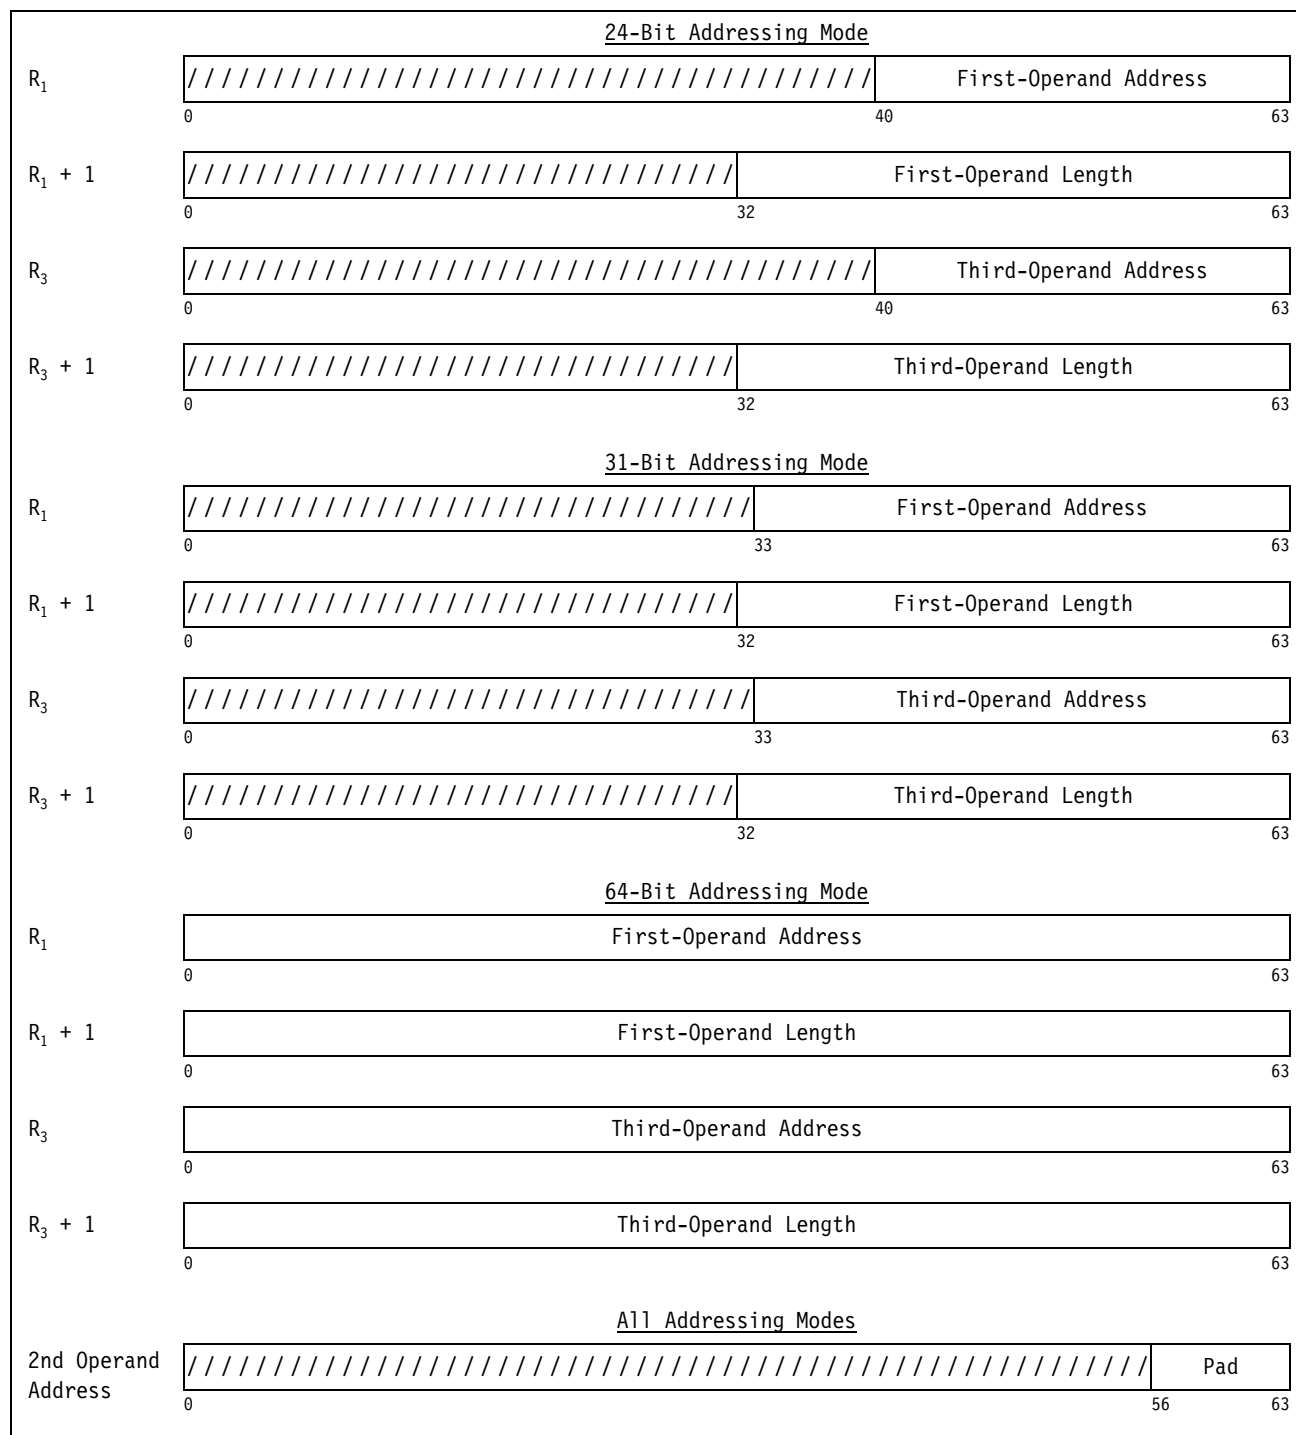 24-Bit Addressing Mode
R₁ //////////////////////////////////////// First-Operand Address
0 40 63
R₁ + 1 //////////////////////////////// First-Operand Length
0 32 63
R₃ //////////////////////////////////////// Third-Operand Address
0 40 63
R₃ + 1 //////////////////////////////// Third-Operand Length
0 32 63
31-Bit Addressing Mode
R₁ ///////////////////////////////// First-Operand Address
0 33 63
R₁ + 1 //////////////////////////////// First-Operand Length
0 32 63
R₃ ///////////////////////////////// Third-Operand Address
0 33 63
R₃ + 1 //////////////////////////////// Third-Operand Length
0 32 63
64-Bit Addressing Mode
R₁ First-Operand Address
0 63
R₁ + 1 First-Operand Length
0 63
R₃ Third-Operand Address
0 63
R₃ + 1 Third-Operand Length
0 63
All Addressing Modes
2nd Operand Address //////////////////////////////////////////////////////// Pad
0 56 63